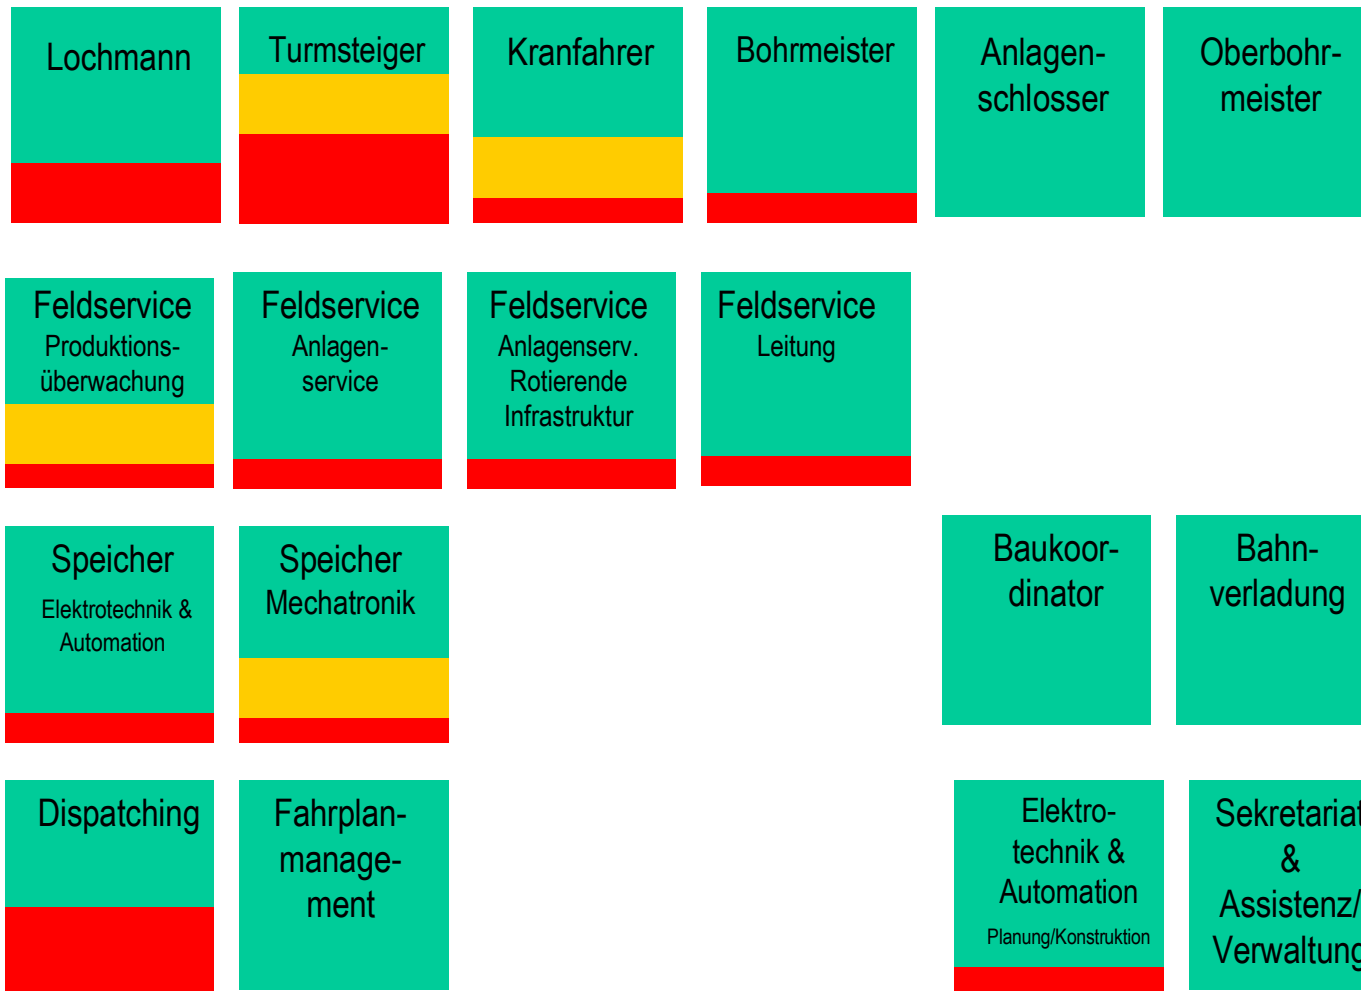 Lochmann
Turmsteiger
Kranfahrer
Bohrmeister
Anlagen-
schlosser
Oberbohr-
meister
Feldservice
Produktions-
überwachung
Feldservice
Anlagen-
service
Feldservice
Anlagenserv.
Rotierende
Infrastruktur
Feldservice
Leitung
Speicher
Elektrotechnik &
Automation
Speicher
Mechatronik
Baukoor-
dinator
Bahn-
verladung
Dispatching
Fahrplan-
manage-
ment
Elektro-
technik &
Automation
Planung/Konstruktion
Sekretariat
&
Assistenz/
Verwaltung